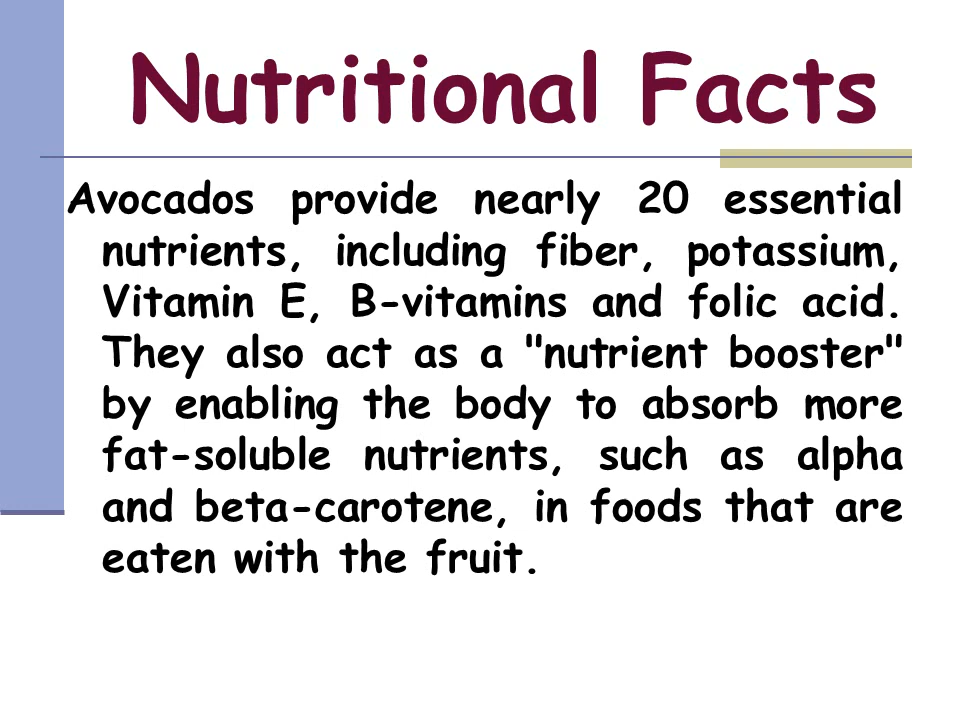 Nutritional Facts
Avocados provide nearly 20 essential
nutrients, including fiber, potassium,
Vitamin E, B-vitamins and folic acid.
They also act as a "nutrient booster"
by enabling the body to absorb more
fat-soluble nutrients, such as alpha
and beta-carotene, in foods that are
eaten with the fruit.